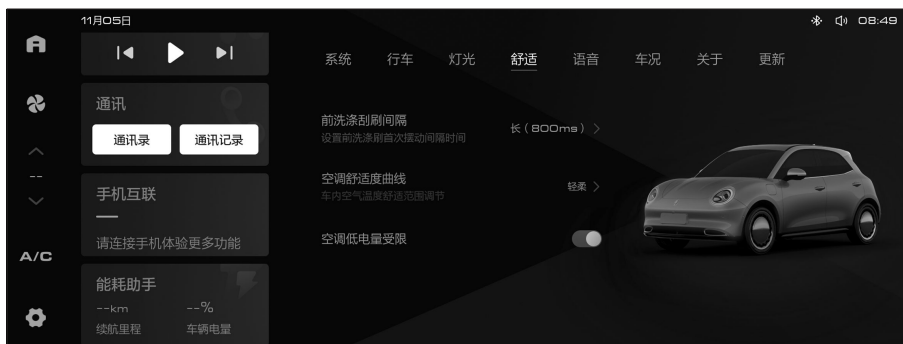 11月05日
08:49
A
通讯
通讯录
通讯记录
手机互联
请连接手机体验更多功能
A/C
能耗助手
--km
--%
续航里程
车辆电量
系统
行车
灯光
舒适
语音
车况
关于
更新
前洗涤刮刷间隔
设置前洗涤刷首次摆动间隔时间
长(800ms)
空调舒适度曲线
车内空气温度舒适范围调节
轻柔
空调低电量受限